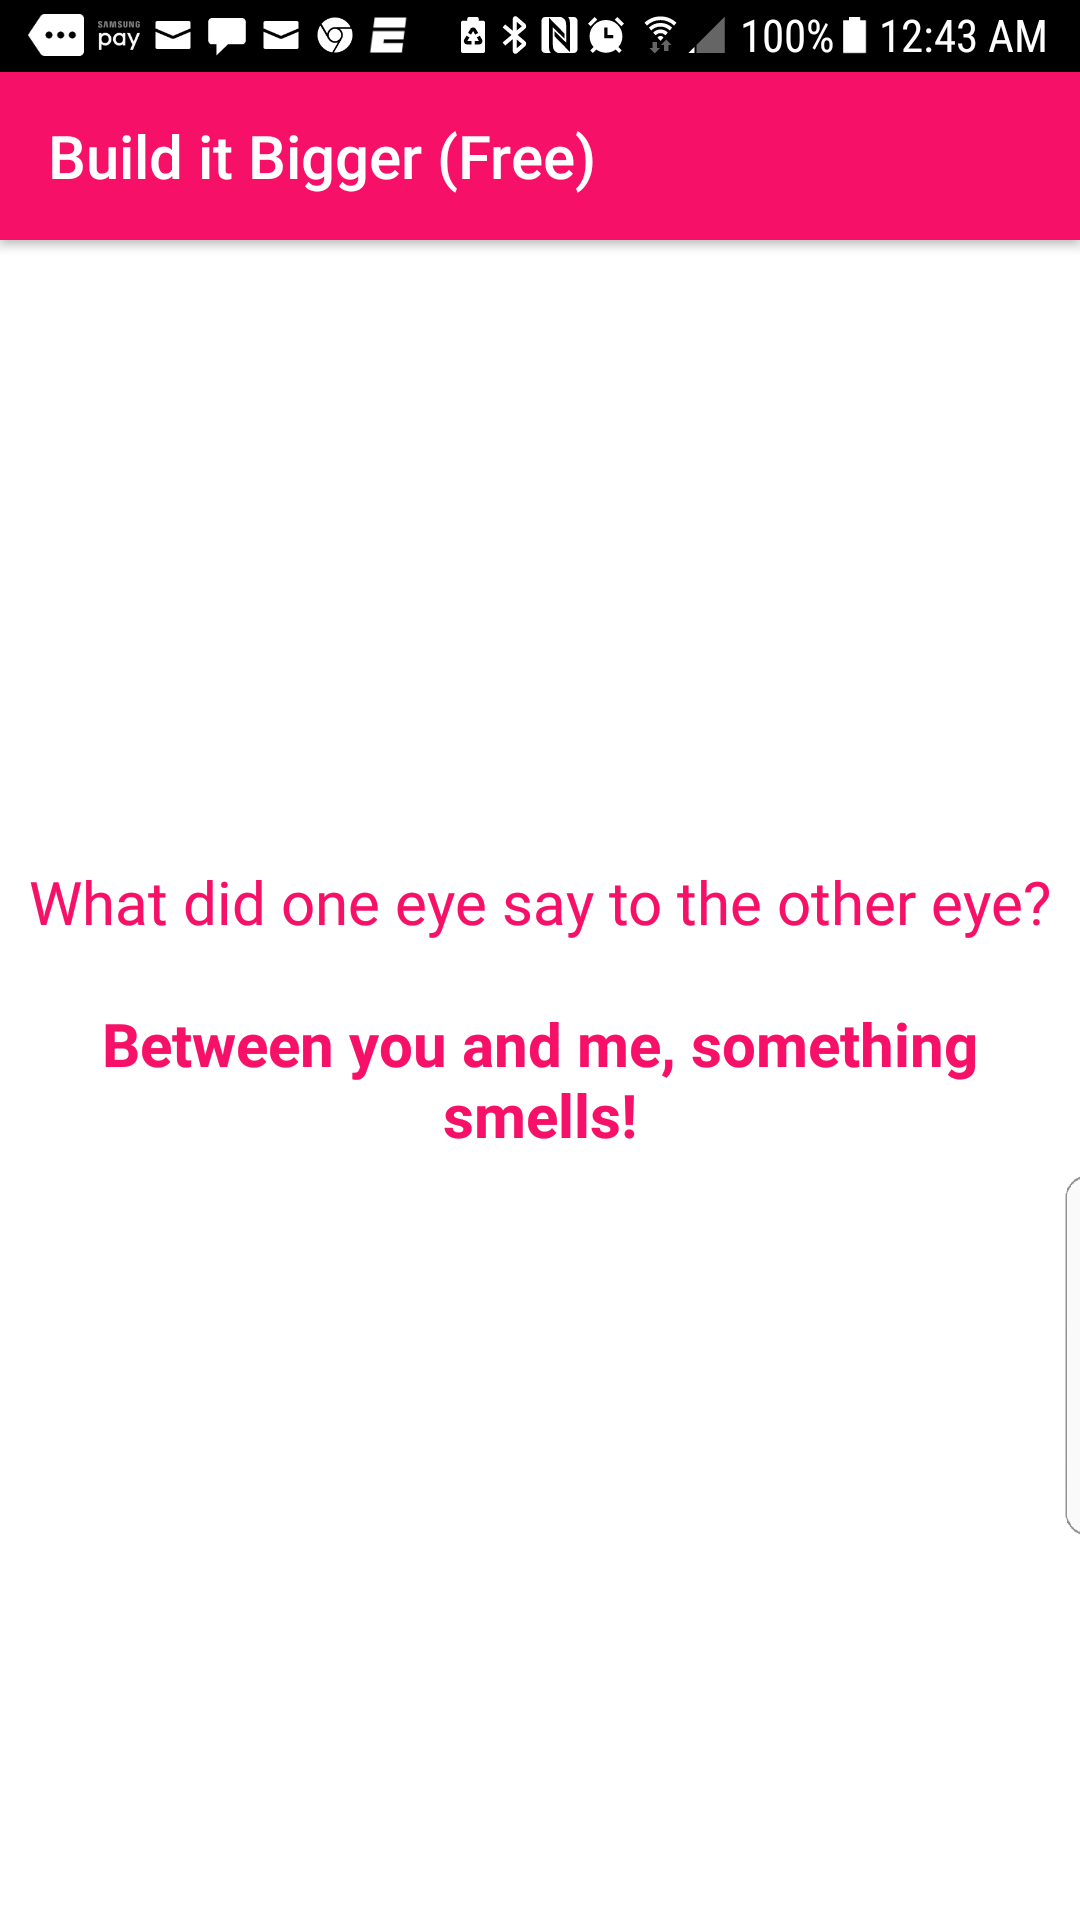 SAMSUNG pay 100% 12:43 AM
Build it Bigger (Free)
What did one eye say to the other eye?
Between you and me, something
smells!